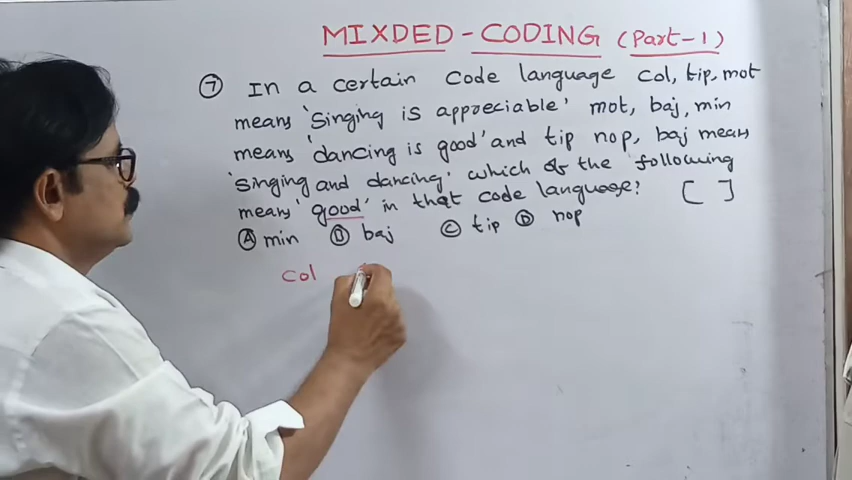 MIXDED - CODING (Part-1)
⑦ In a certain code language col, tip, mot
means 'singing is appreciable' mot, baj, min
means 'dancing is good' and tip nop, baj means
'singing and dancing' which of the following
means 'good' in that code language? [ ]
Ⓐ min Ⓑ baj Ⓒ tip Ⓓ nop
col